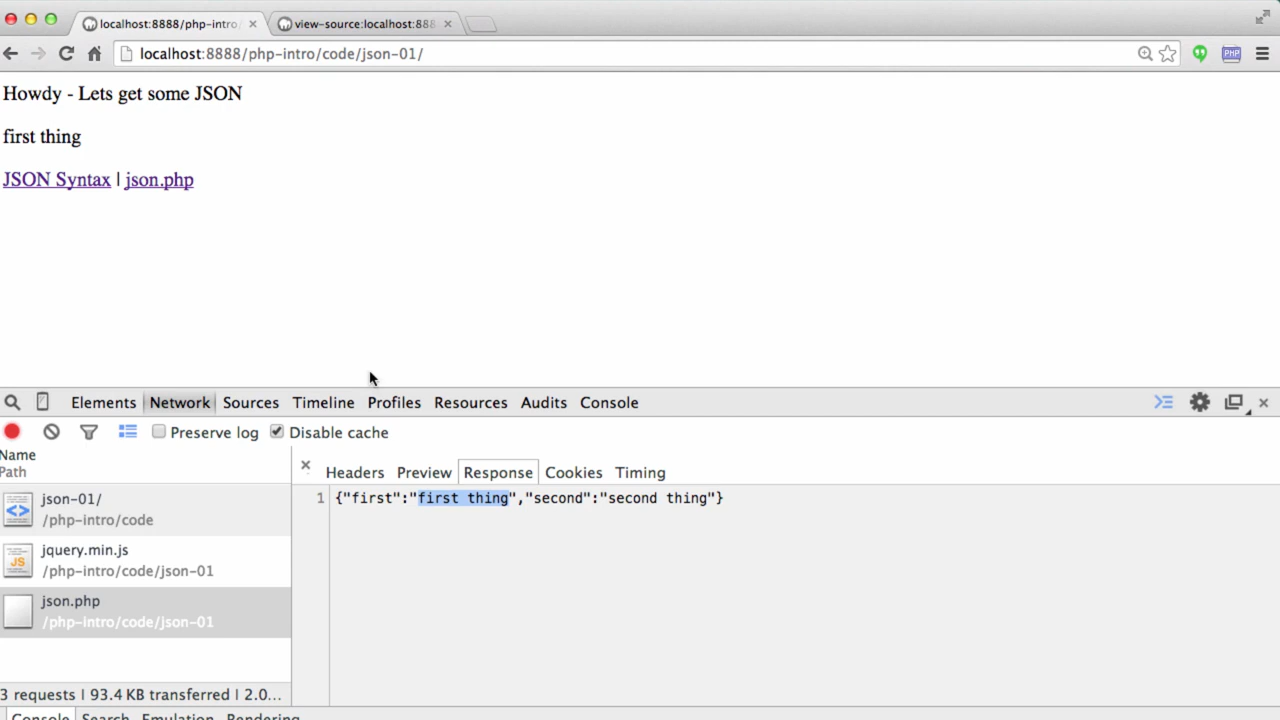 localhost:8888/php-intro/ view-source:localhost:888
localhost:8888/php-intro/code/json-01/ PHP
Howdy - Lets get some JSON
first thing
JSON Syntax | json.php
Elements Network Sources Timeline Profiles Resources Audits Console
Preserve log Disable cache
Name
Path
Headers Preview Response Cookies Timing
1 {"first":"first thing","second":"second thing"}
json-01/
/php-intro/code
jquery.min.js
/php-intro/code/json-01
json.php
/php-intro/code/json-01
3 requests | 93.4 KB transferred | 2.0...
Console Search Emulation Rendering